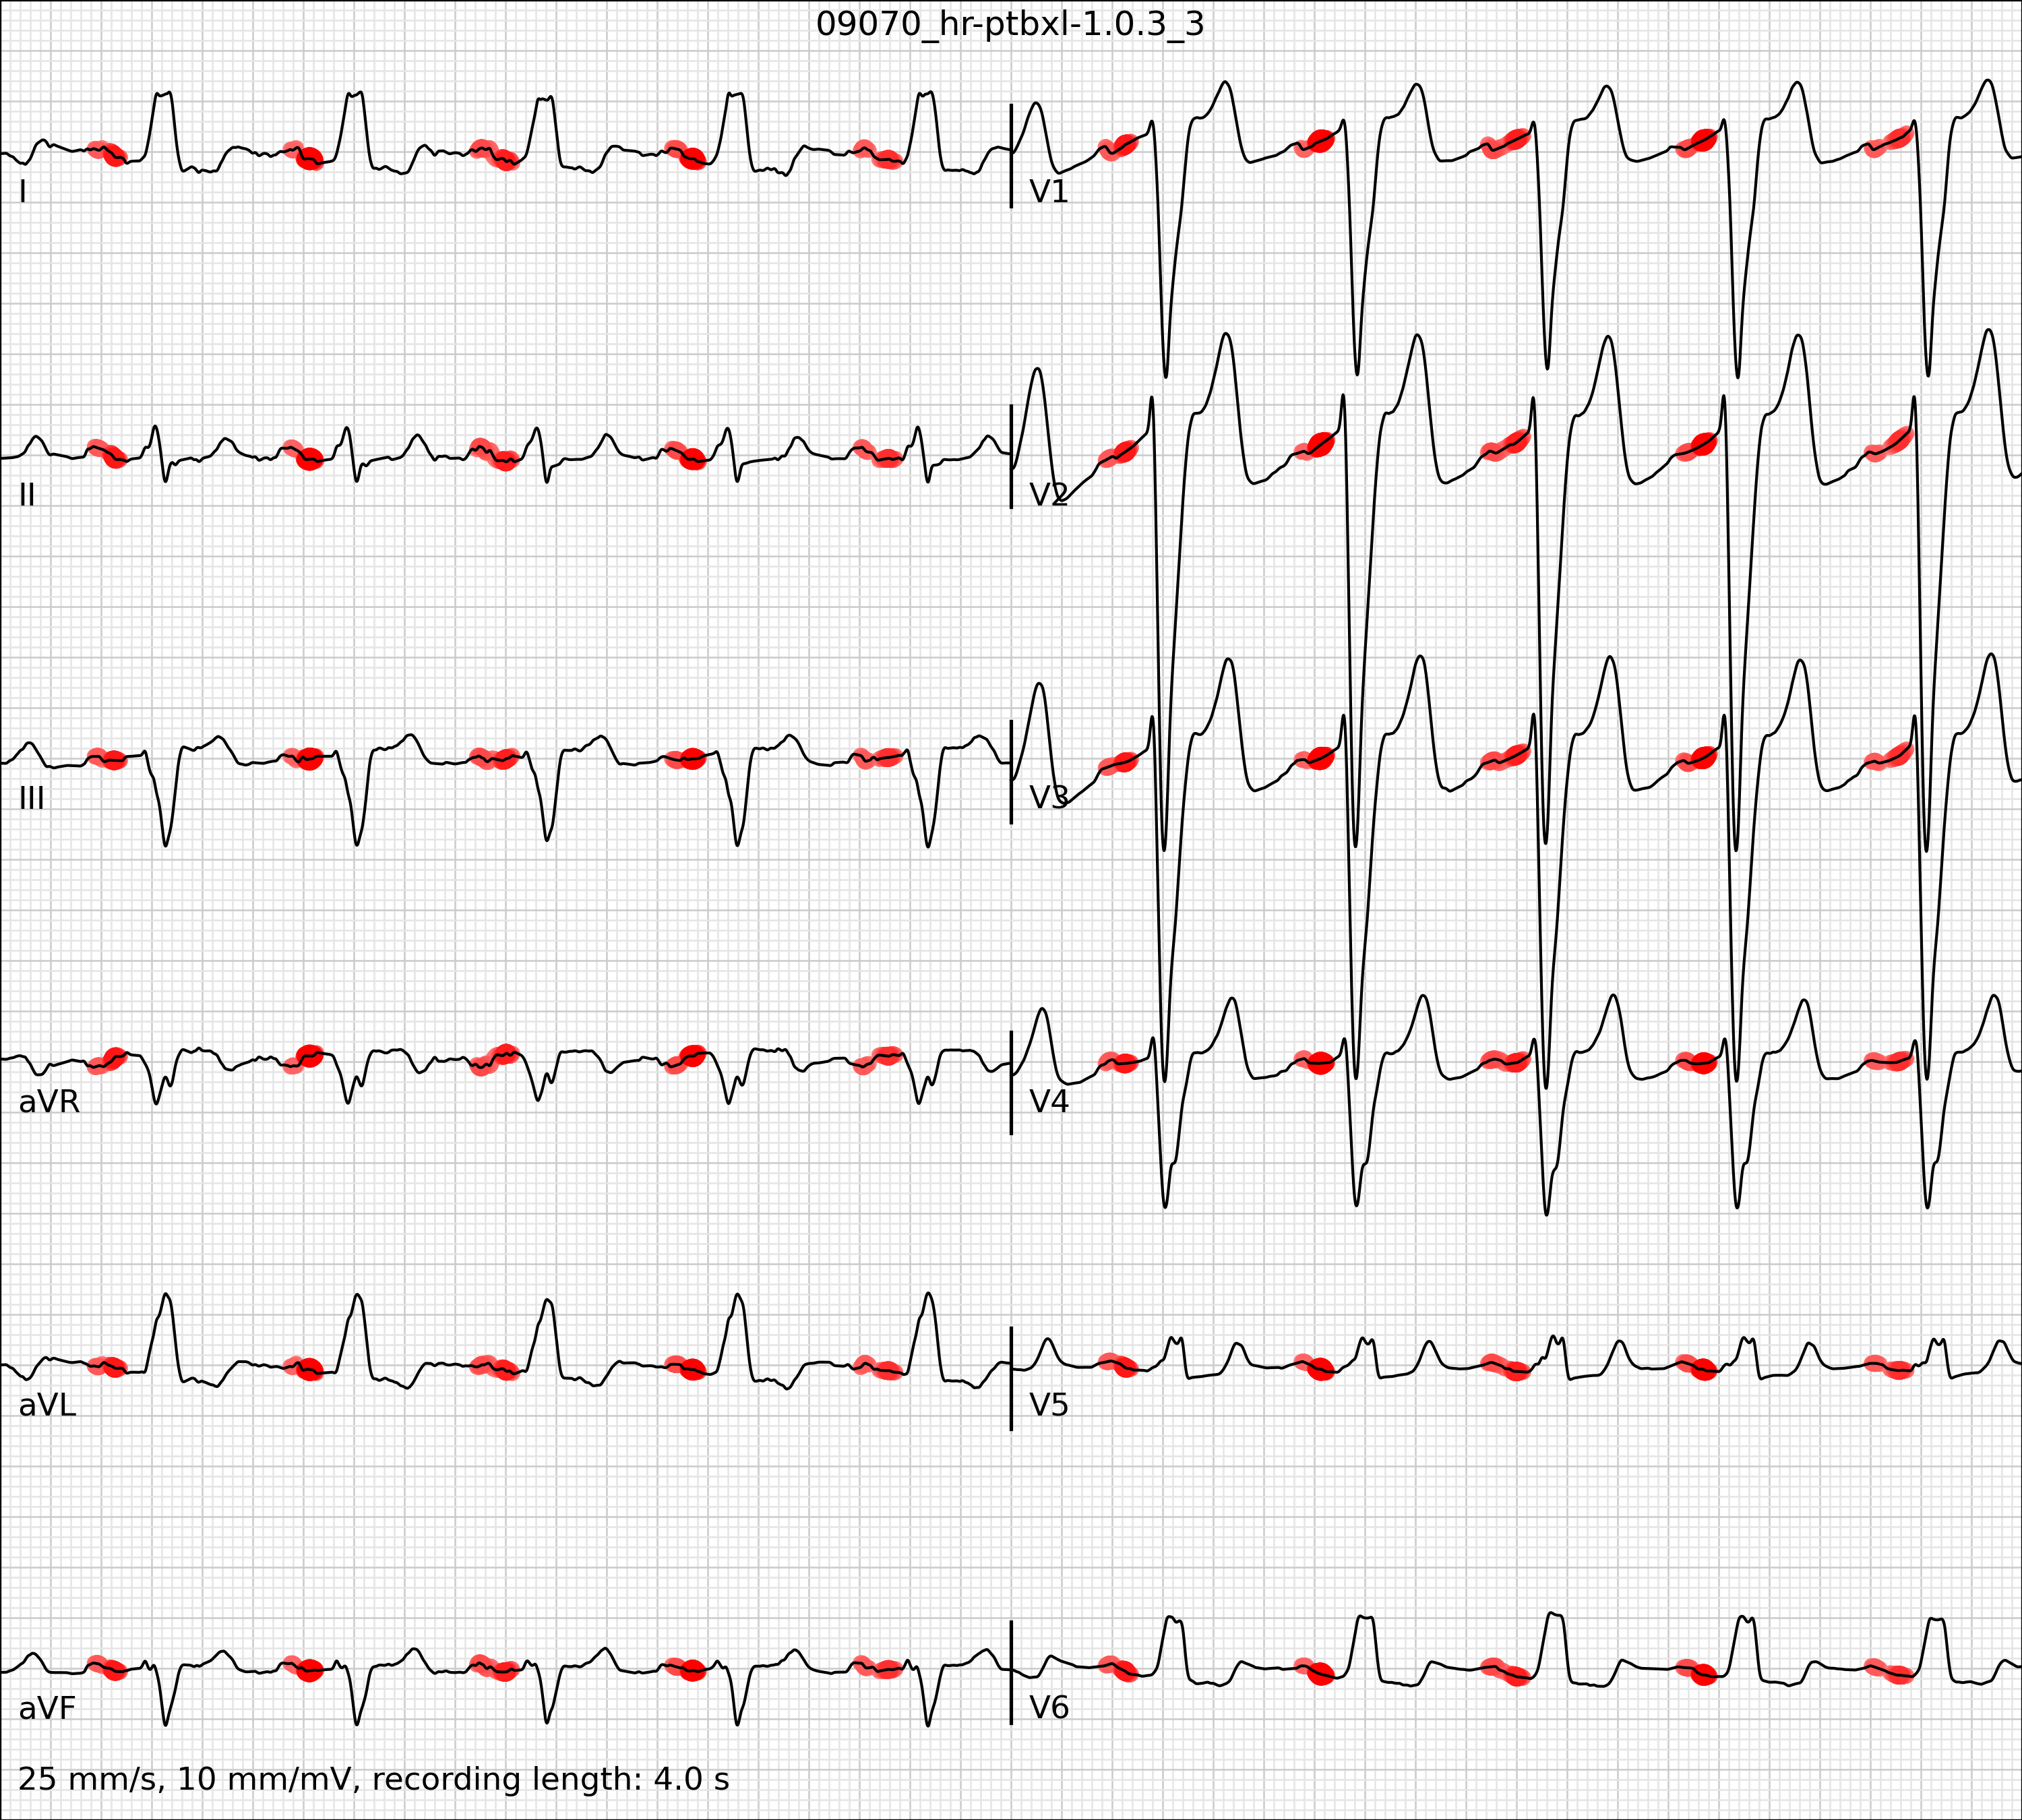 09070_hr-ptbxl-1.0.3_3
I
V1
II
V2
III
V3
aVR
V4
aVL
V5
aVF
V6
25 mm/s, 10 mm/mV, recording length: 4.0 s